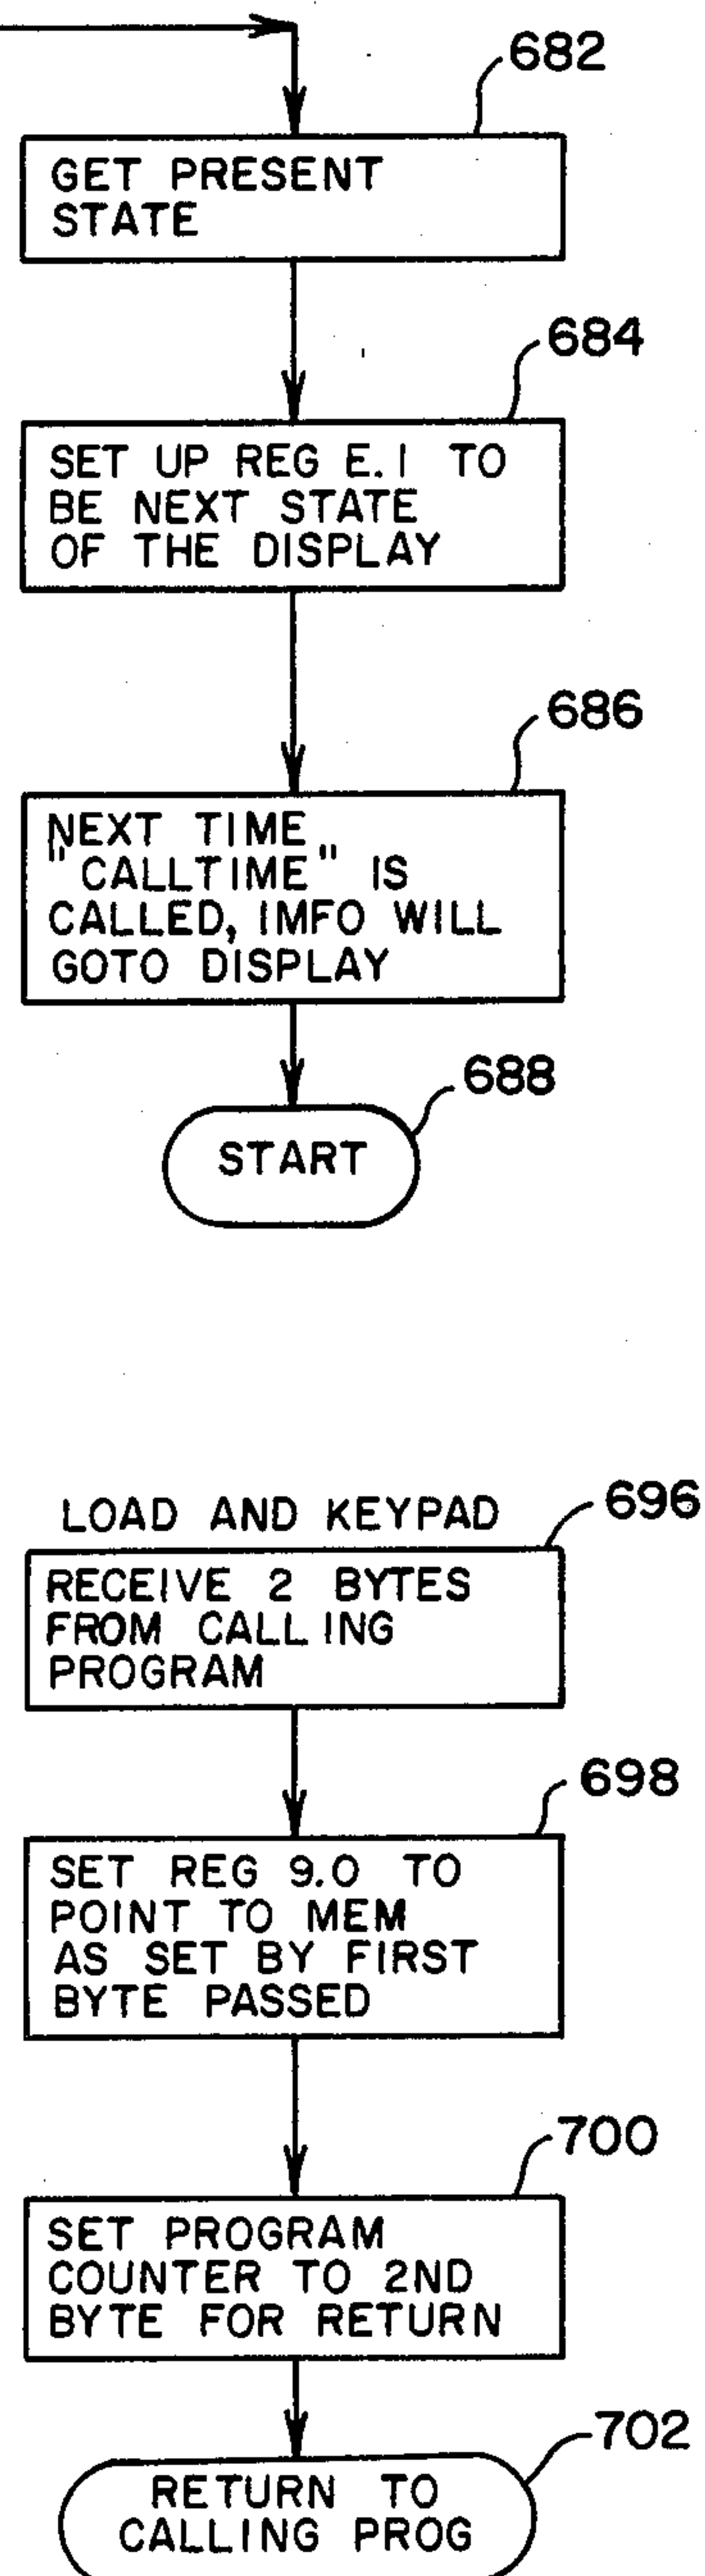 682
GET PRESENT
STATE
684
SET UP REG E.1 TO
BE NEXT STATE
OF THE DISPLAY
686
NEXT TIME
"CALLTIME" IS
CALLED, IMFO WILL
GOTO DISPLAY
688
START
LOAD AND KEYPAD
696
RECEIVE 2 BYTES
FROM CALLING
PROGRAM
698
SET REG 9.0 TO
POINT TO MEM
AS SET BY FIRST
BYTE PASSED
700
SET PROGRAM
COUNTER TO 2ND
BYTE FOR RETURN
702
RETURN TO
CALLING PROG